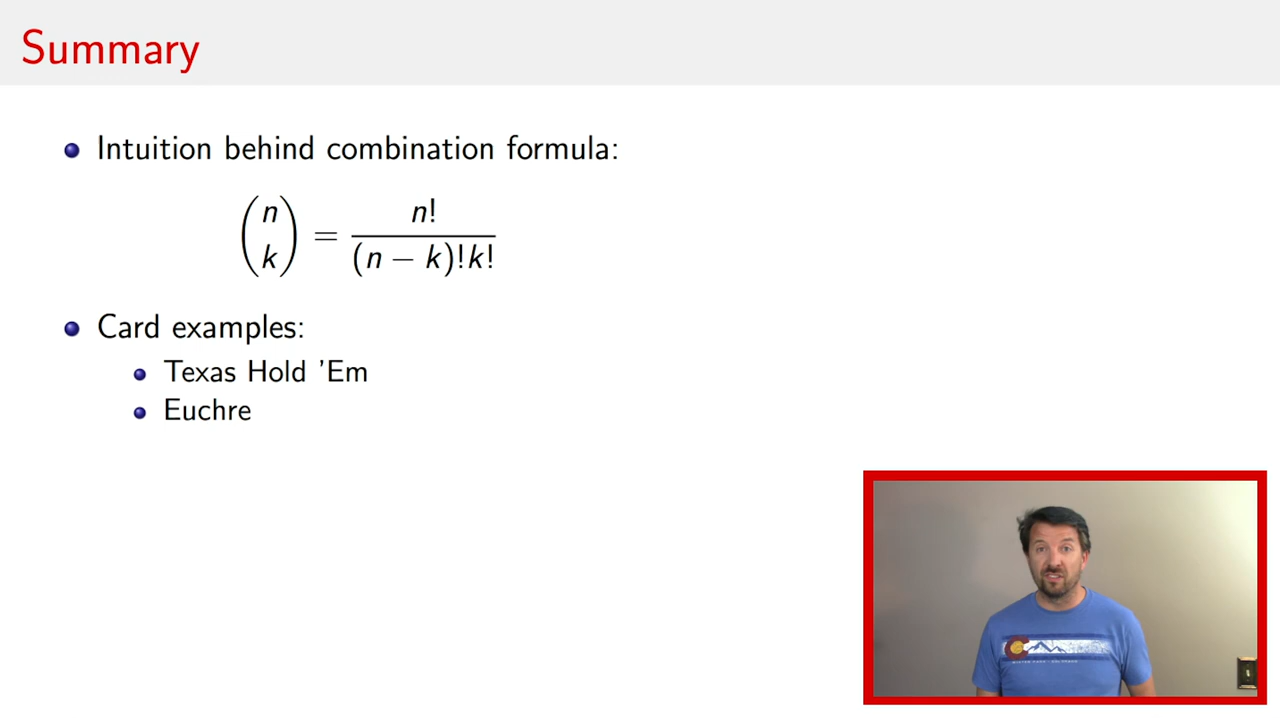 Summary
Intuition behind combination formula:
(n k) = n! / (n − k)!k!
Card examples:
Texas Hold 'Em
Euchre